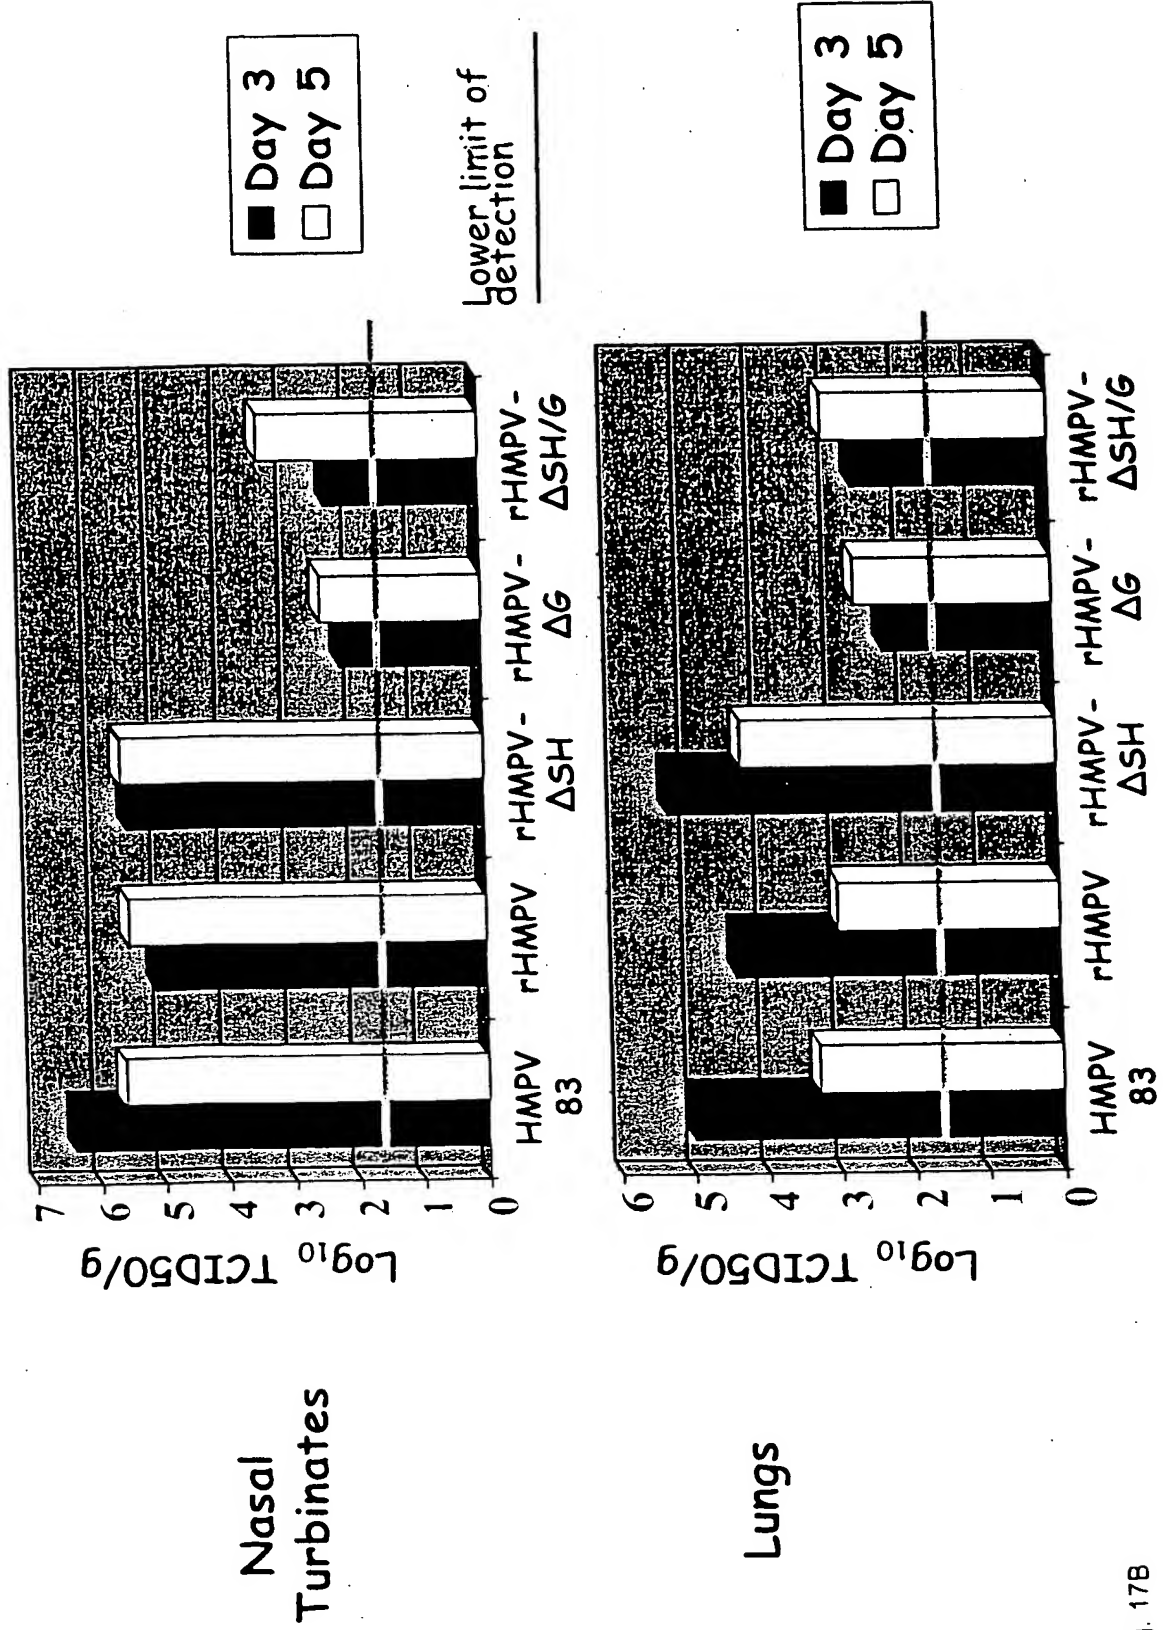 Nasal
Turbinates
Log10 TCID50/g
7
6
5
4
3
2
1
0
HMPV
83
rHMPV
rHMPV-
ΔSH
rHMPV-
ΔG
rHMPV-
ΔSH/G
Day 3
Day 5
Lower limit of
detection
Lungs
Log10 TCID50/g
6
5
4
3
2
1
0
HMPV
83
rHMPV
rHMPV-
ΔSH
rHMPV-
ΔG
rHMPV-
ΔSH/G
Day 3
Day 5
17B